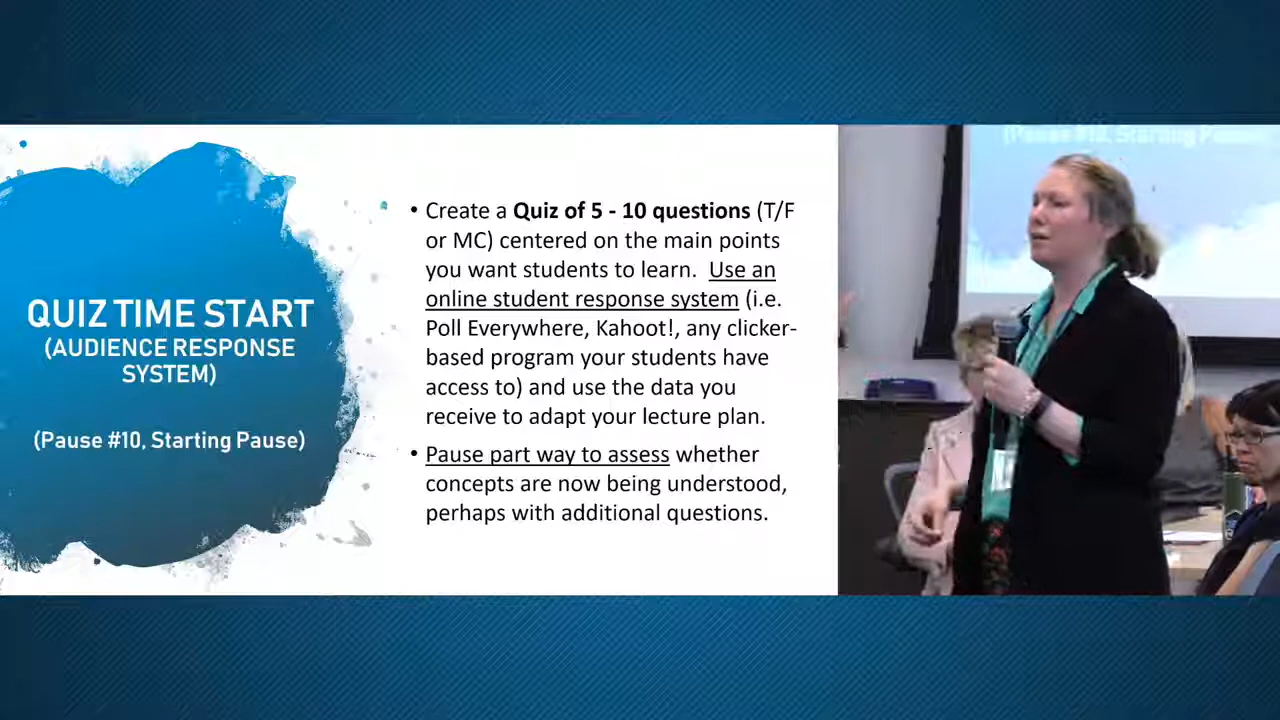 QUIZ TIME START
(AUDIENCE RESPONSE
SYSTEM)
(Pause #10, Starting Pause)
• Create a Quiz of 5 - 10 questions (T/F
or MC) centered on the main points
you want students to learn.  Use an
online student response system (i.e.
Poll Everywhere, Kahoot!, any clicker-
based program your students have
access to) and use the data you
receive to adapt your lecture plan.
• Pause part way to assess whether
concepts are now being understood,
perhaps with additional questions.
(Pause #10, Starting Pause)